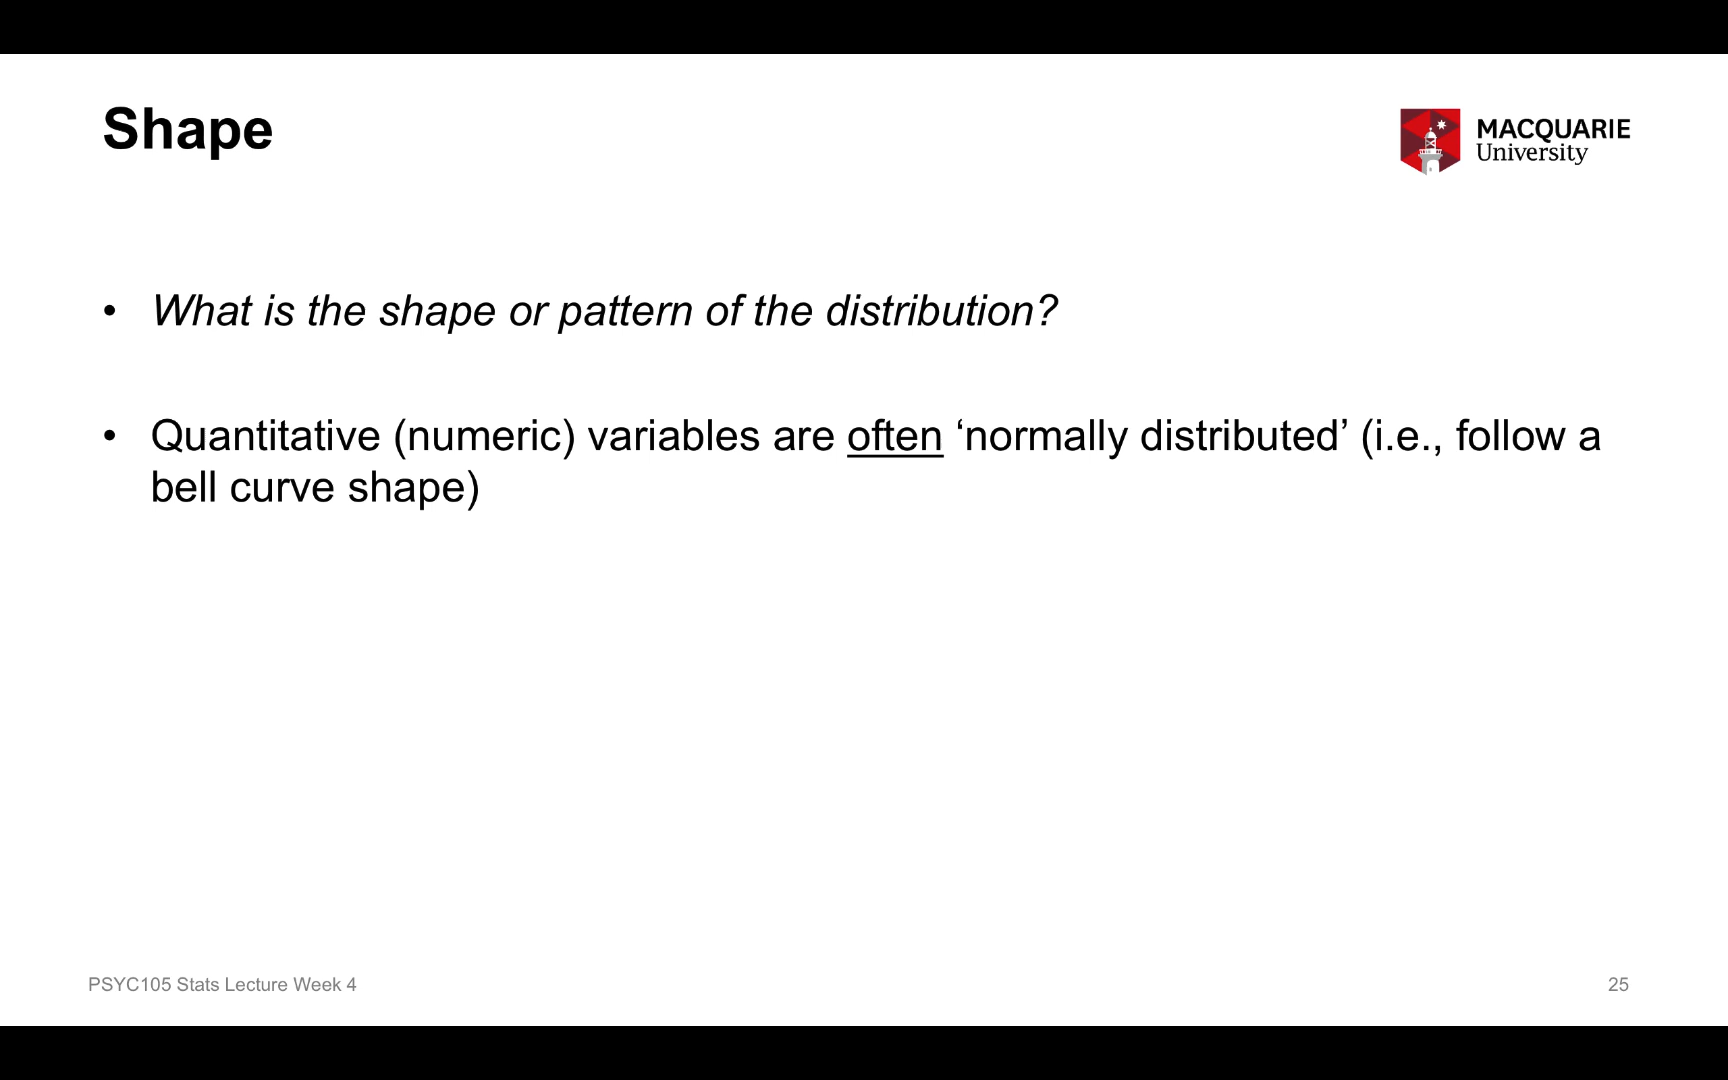 Shape
MACQUARIE
University
• What is the shape or pattern of the distribution?
• Quantitative (numeric) variables are often ‘normally distributed’ (i.e., follow a
bell curve shape)
PSYC105 Stats Lecture Week 4
25